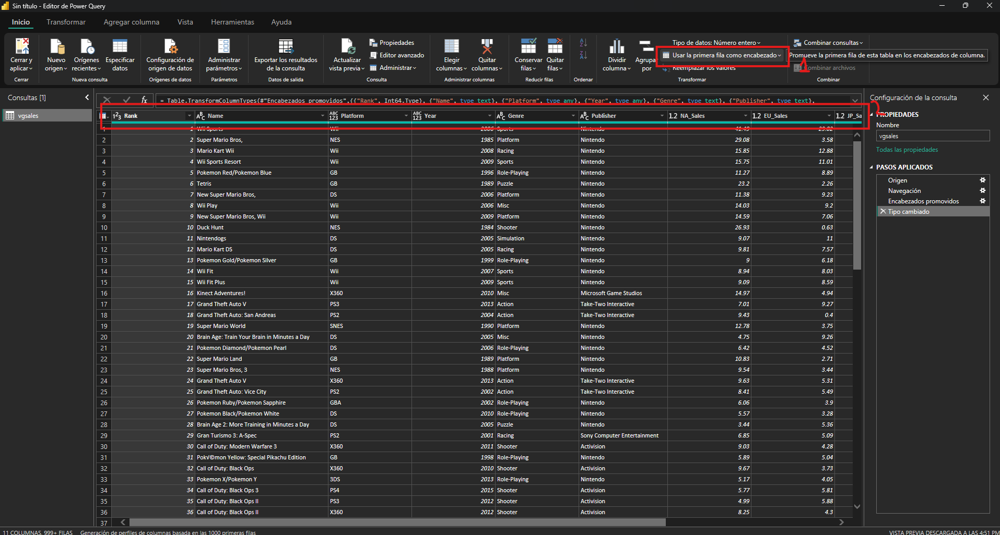 Sin título - Editor de Power Query
Inicio Transformar Agregar columna Vista Herramientas Ayuda
Cerrar y aplicar
Cerrar
Nuevo origen
Orígenes recientes
Especificar datos
Nueva consulta
Configuración de origen de datos
Orígenes de datos
Administrar parámetros
Parámetros
Exportar los resultados de la consulta
Datos de salida
Actualizar vista previa
Propiedades
Editor avanzado
Administrar
Consulta
Elegir columnas
Quitar columnas
Administrar columnas
Conservar filas
Quitar filas
Reducir filas
Ordenar
Dividir columna
Agrupa por
Tipo de datos: Número entero
Usar la primera fila como encabezado
Reemplazar los valores
Transformar
Combinar consultas
Promueve la primera fila de esta tabla en los encabezados de columna.
Combinar archivos
Combinar
1
2
Consultas [1]
vgsales
fx = Table.TransformColumnTypes(#"Encabezados promovidos",{{"Rank", Int64.Type}, {"Name", type text}, {"Platform", type any}, {"Year", type any}, {"Genre", type text}, {"Publisher", type text},
123 Rank ABC Name ABC 123 Platform ABC 123 Year ABC Genre ABC Publisher 1.2 NA_Sales 1.2 EU_Sales 1.2 JP_Sa
1 1 Wii Sports Wii 2006 Sports Nintendo 41.49 29.02
2 2 Super Mario Bros, NES 1985 Platform Nintendo 29.08 3.58
3 3 Mario Kart Wii Wii 2008 Racing Nintendo 15.85 12.88
4 4 Wii Sports Resort Wii 2009 Sports Nintendo 15.75 11.01
5 5 Pokemon Red/Pokemon Blue GB 1996 Role-Playing Nintendo 11.27 8.89
6 6 Tetris GB 1989 Puzzle Nintendo 23.2 2.26
7 7 New Super Mario Bros, DS 2006 Platform Nintendo 11.38 9.23
8 8 Wii Play Wii 2006 Misc Nintendo 14.03 9.2
9 9 New Super Mario Bros, Wii Wii 2009 Platform Nintendo 14.59 7.06
10 10 Duck Hunt NES 1984 Shooter Nintendo 26.93 0.63
11 11 Nintendogs DS 2005 Simulation Nintendo 9.07 11
12 12 Mario Kart DS DS 2005 Racing Nintendo 9.81 7.57
13 13 Pokemon Gold/Pokemon Silver GB 1999 Role-Playing Nintendo 9 6.18
14 14 Wii Fit Wii 2007 Sports Nintendo 8.94 8.03
15 15 Wii Fit Plus Wii 2009 Sports Nintendo 9.09 8.59
16 16 Kinect Adventures! X360 2010 Misc Microsoft Game Studios 14.97 4.94
17 17 Grand Theft Auto V PS3 2013 Action Take-Two Interactive 7.01 9.27
18 18 Grand Theft Auto: San Andreas PS2 2004 Action Take-Two Interactive 9.43 0.4
19 19 Super Mario World SNES 1990 Platform Nintendo 12.78 3.75
20 20 Brain Age: Train Your Brain in Minutes a Day DS 2005 Misc Nintendo 4.75 9.26
21 21 Pokemon Diamond/Pokemon Pearl DS 2006 Role-Playing Nintendo 6.42 4.52
22 22 Super Mario Land GB 1989 Platform Nintendo 10.83 2.71
23 23 Super Mario Bros, 3 NES 1988 Platform Nintendo 9.54 3.44
24 24 Grand Theft Auto V X360 2013 Action Take-Two Interactive 9.63 5.31
25 25 Grand Theft Auto: Vice City PS2 2002 Action Take-Two Interactive 8.41 5.49
26 26 Pokemon Ruby/Pokemon Sapphire GBA 2002 Role-Playing Nintendo 6.06 3.9
27 27 Pokemon Black/Pokemon White DS 2010 Role-Playing Nintendo 5.57 3.28
28 28 Brain Age 2: More Training in Minutes a Day DS 2005 Puzzle Nintendo 3.44 5.36
29 29 Gran Turismo 3: A-Spec PS2 2001 Racing Sony Computer Entertainment 6.85 5.09
30 30 Call of Duty: Modern Warfare 3 X360 2011 Shooter Activision 9.03 4.28
31 31 Pok√©mon Yellow: Special Pikachu Edition GB 1998 Role-Playing Nintendo 5.89 5.04
32 32 Call of Duty: Black Ops X360 2010 Shooter Activision 9.67 3.73
33 33 Pokemon X/Pokemon Y 3DS 2013 Role-Playing Nintendo 5.17 4.05
34 34 Call of Duty: Black Ops 3 PS4 2015 Shooter Activision 5.77 5.81
35 35 Call of Duty: Black Ops II PS3 2012 Shooter Activision 4.99 5.88
36 36 Call of Duty: Black Ops II X360 2012 Shooter Activision 8.25 4.3
37
Configuración de la consulta
PROPIEDADES
Nombre
vgsales
Todas las propiedades
PASOS APLICADOS
Origen
Navegación
Encabezados promovidos
Tipo cambiado
11 COLUMNAS, 999+ FILAS Generación de perfiles de columnas basada en las 1000 primeras filas
VISTA PREVIA DESCARGADA A LAS 4:51 PM